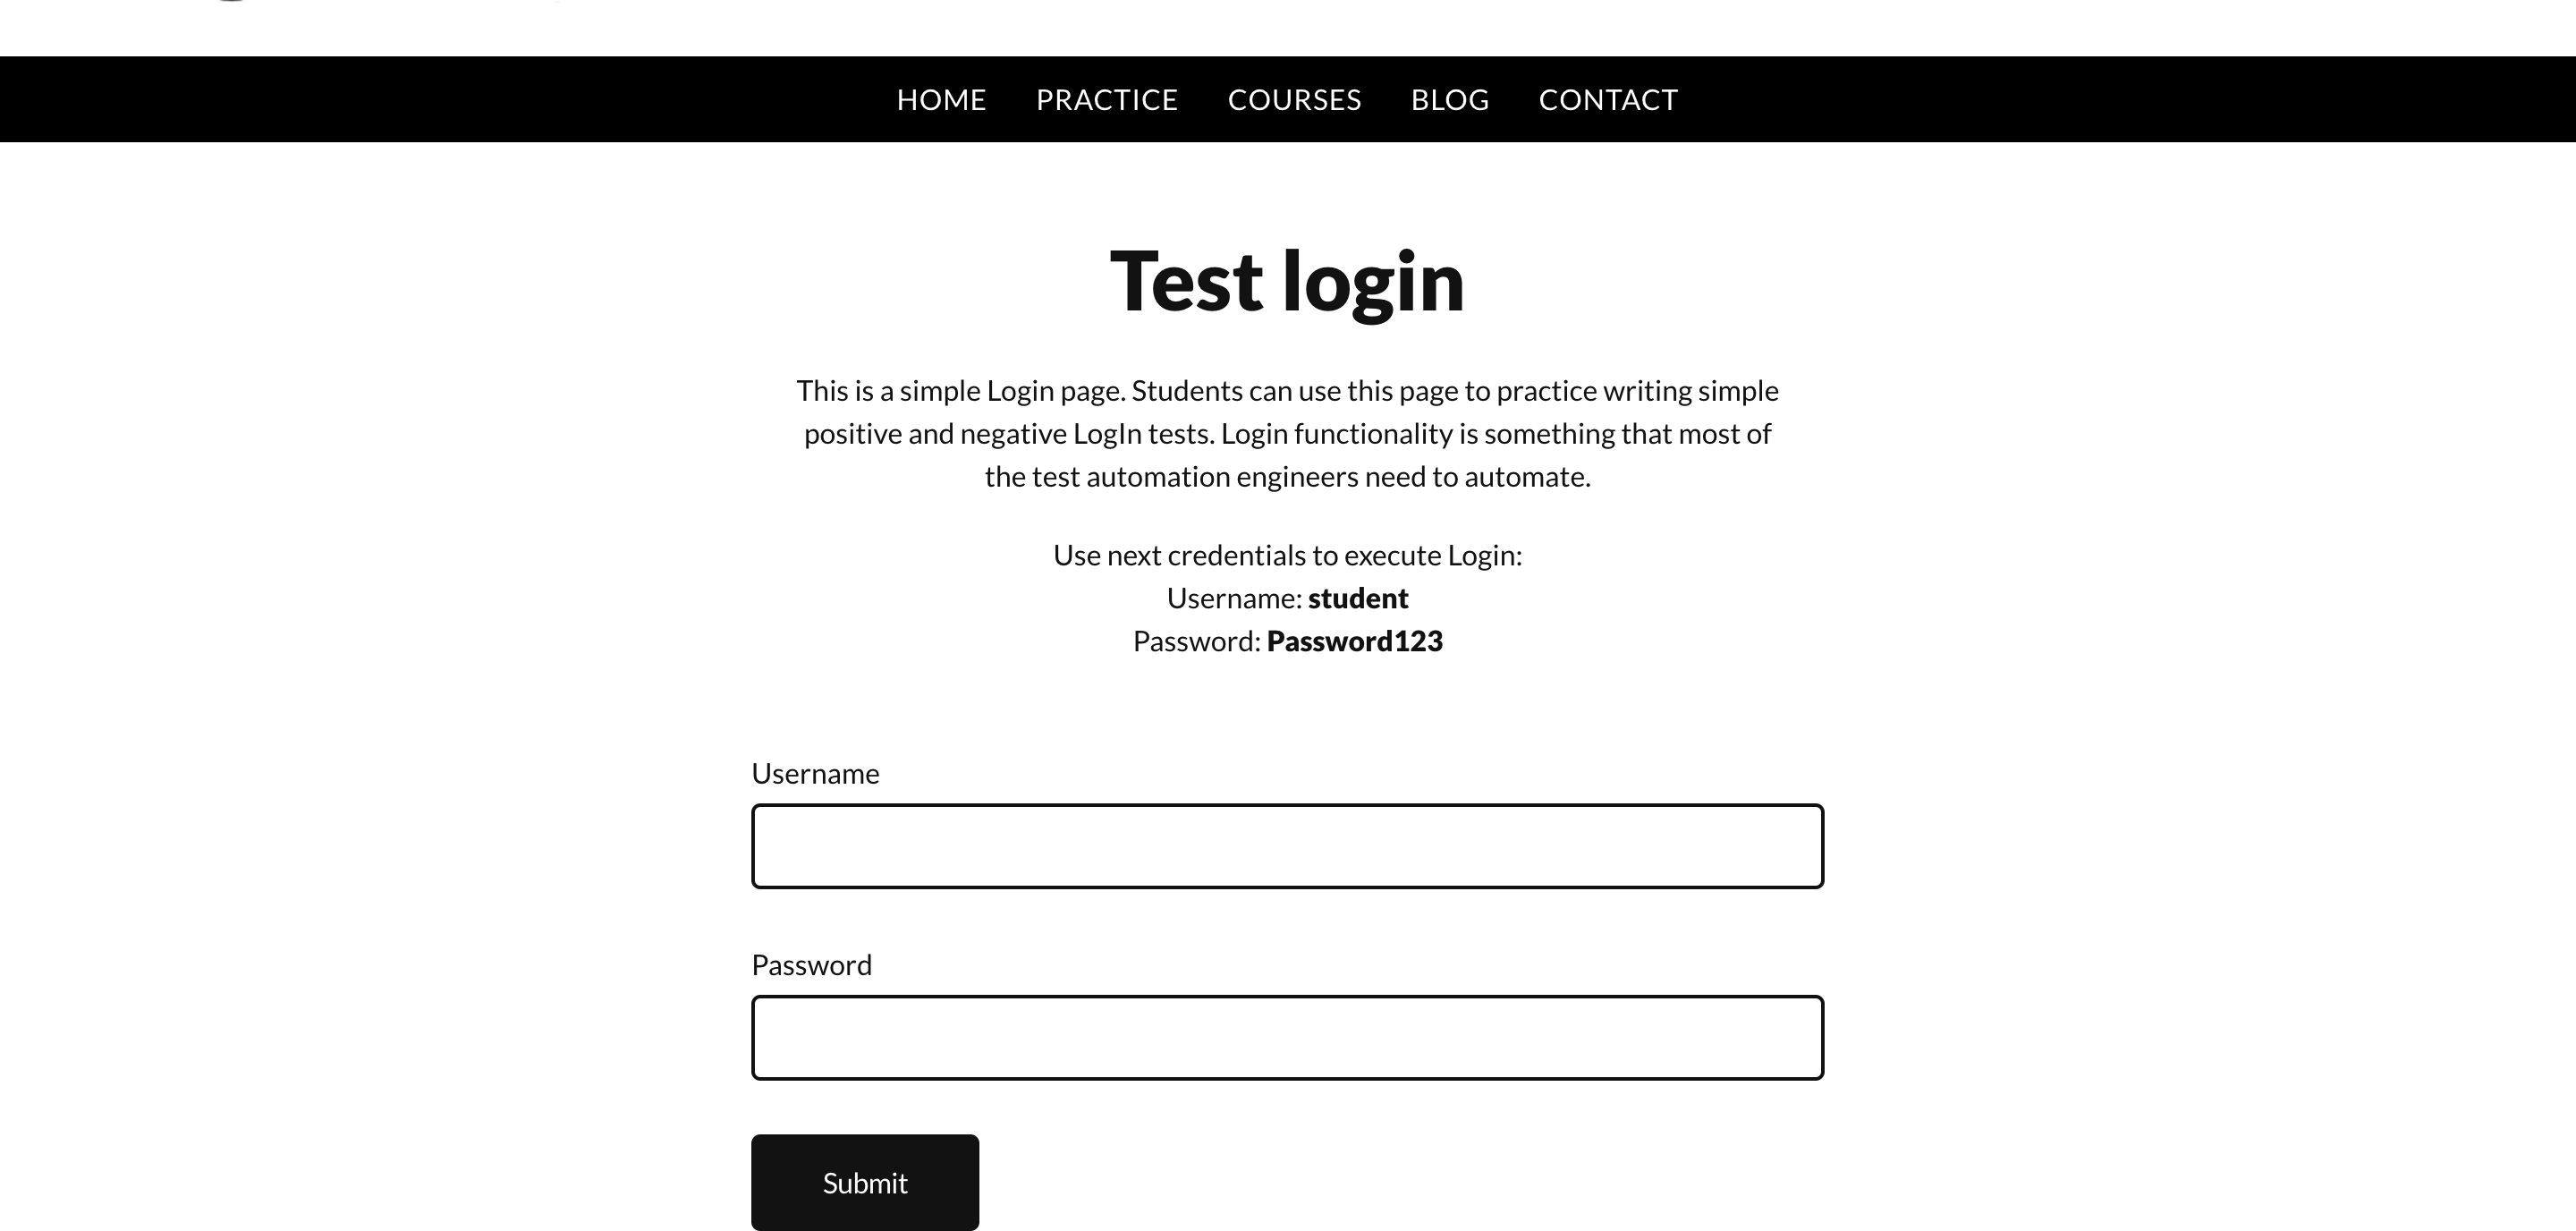 HOME PRACTICE COURSES BLOG CONTACT
Test login
This is a simple Login page. Students can use this page to practice writing simple
positive and negative LogIn tests. Login functionality is something that most of
the test automation engineers need to automate.
Use next credentials to execute Login:
Username: student
Password: Password123
Username
Password
Submit